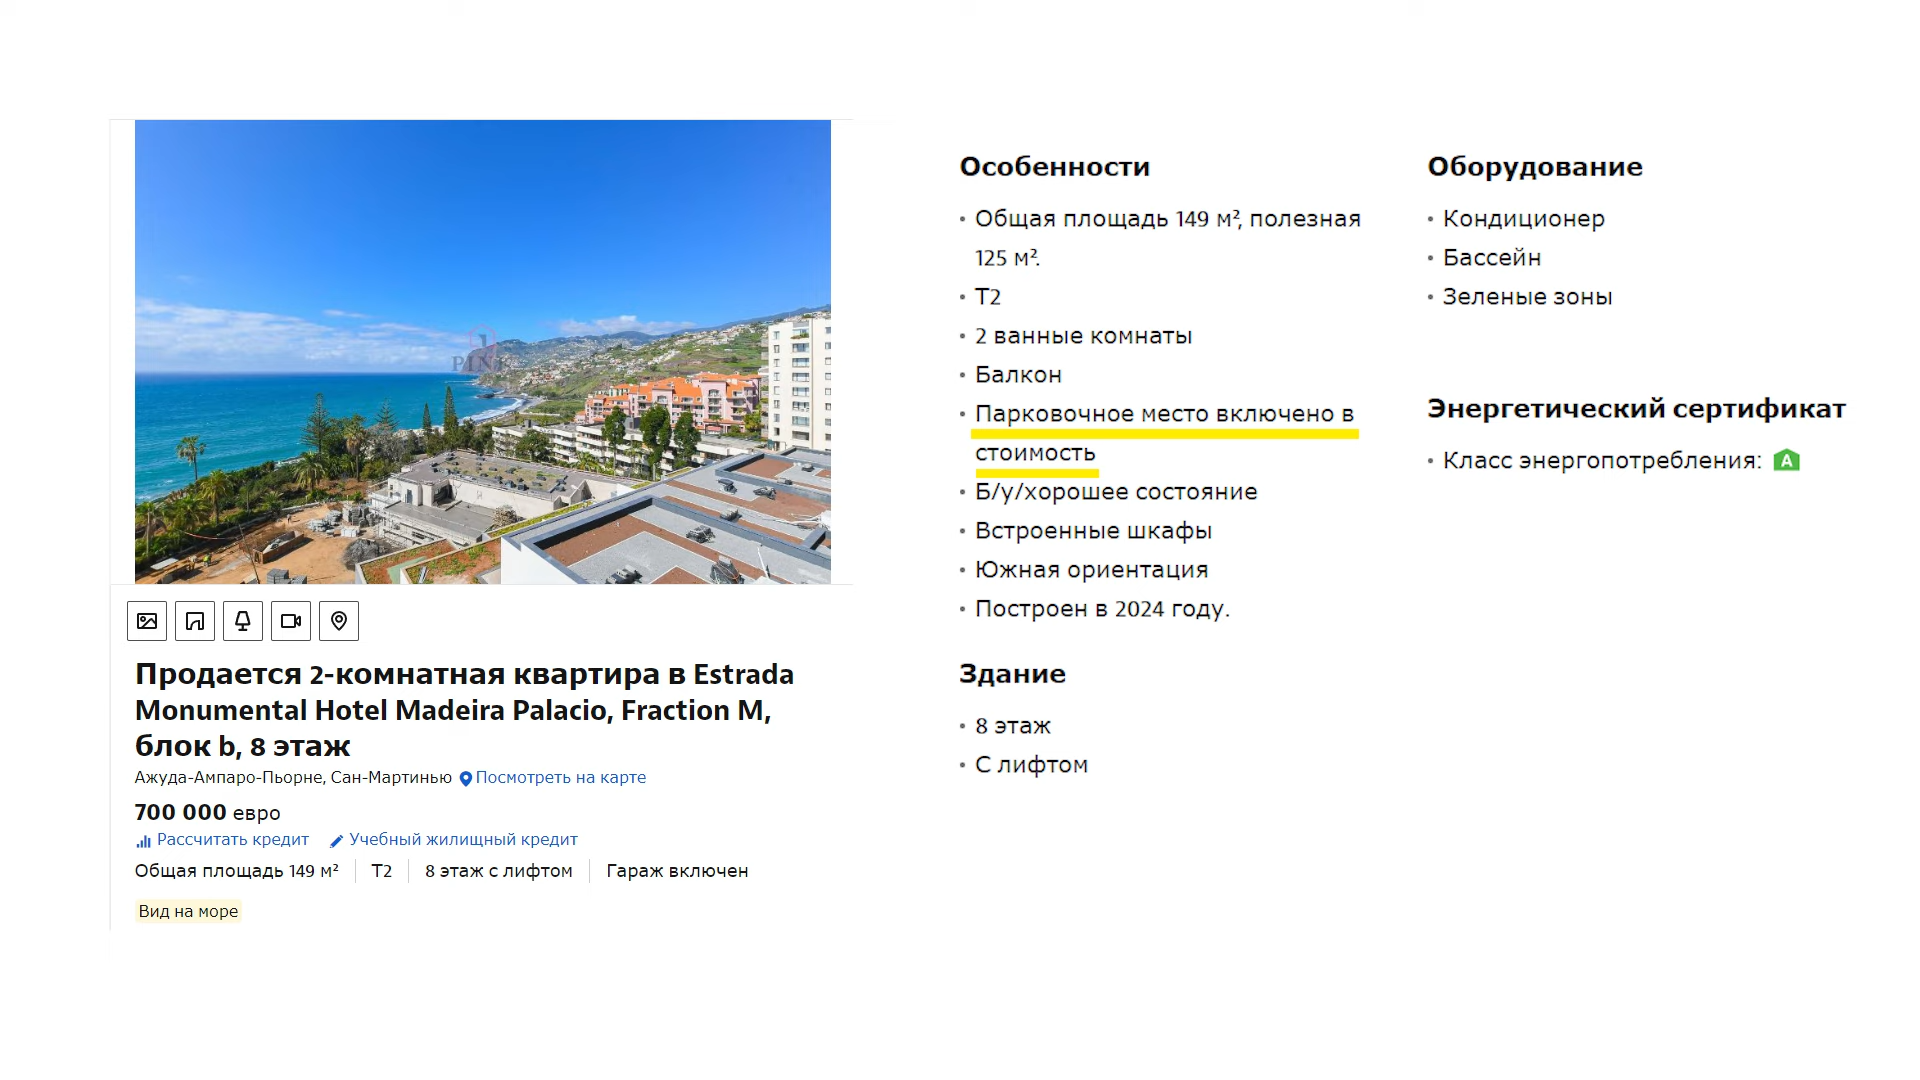 PINK
Продается 2-комнатная квартира в Estrada
Monumental Hotel Madeira Palacio, Fraction M,
блок b, 8 этаж
Ажуда-Ампаро-Пьорне, Сан-Мартинью Посмотреть на карте
700 000 евро
Рассчитать кредит Учебный жилищный кредит
Общая площадь 149 м² T2 8 этаж с лифтом Гараж включен
Вид на море
Особенности
• Общая площадь 149 м², полезная
125 м².
• T2
• 2 ванные комнаты
• Балкон
• Парковочное место включено в
стоимость
• Б/у/хорошее состояние
• Встроенные шкафы
• Южная ориентация
• Построен в 2024 году.
Здание
• 8 этаж
• С лифтом
Оборудование
• Кондиционер
• Бассейн
• Зеленые зоны
Энергетический сертификат
• Класс энергопотребления: A